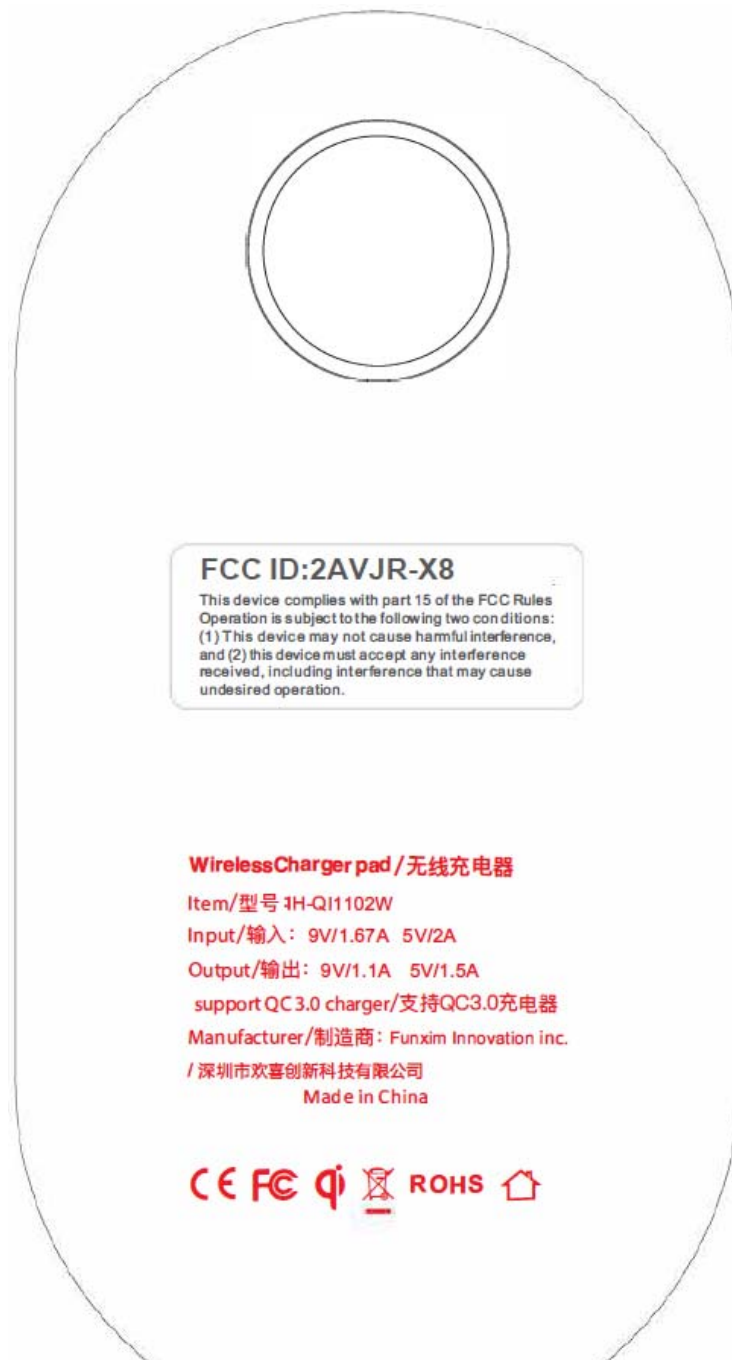 FCC ID:2AVJR-X8
This device complies with part 15 of the FCC Rules
Operation is subject to the following two conditions:
(1) This device may not cause harmful interference,
and (2) this device must accept any interference
received, including interference that may cause
undesired operation.
WirelessCharger pad/无线充电器
Item/型号:IH-QI1102W
Input/输入：9V/1.67A 5V/2A
Output/输出：9V/1.1A 5V/1.5A
support QC3.0 charger/支持QC3.0充电器
Manufacturer/制造商：Funxim Innovation inc.
/深圳市欢喜创新科技有限公司
Made in China
CE FC qi ROHS